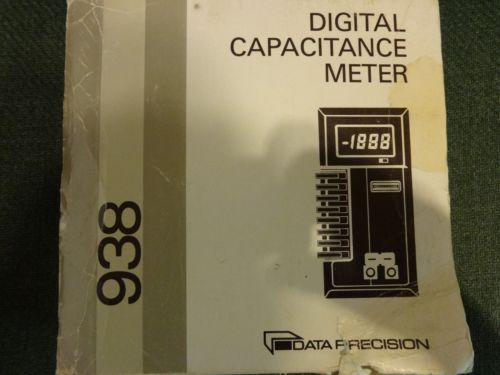 DIGITAL
CAPACITANCE
METER
-1888
938
DATA PRECISION